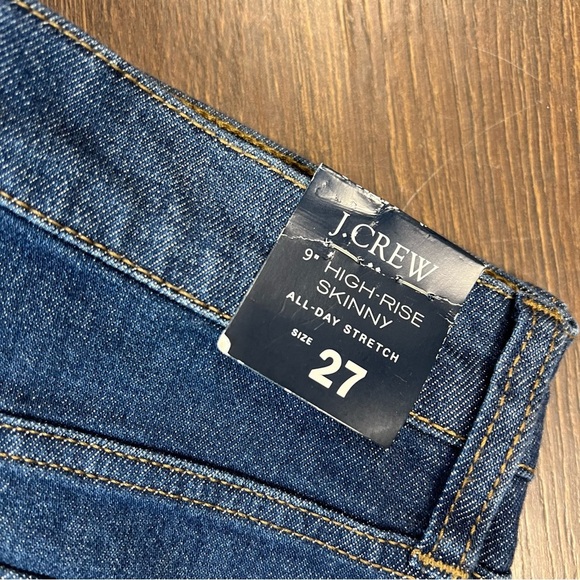 J.CREW
9" HIGH-RISE
SKINNY
ALL-DAY STRETCH
SIZE 27